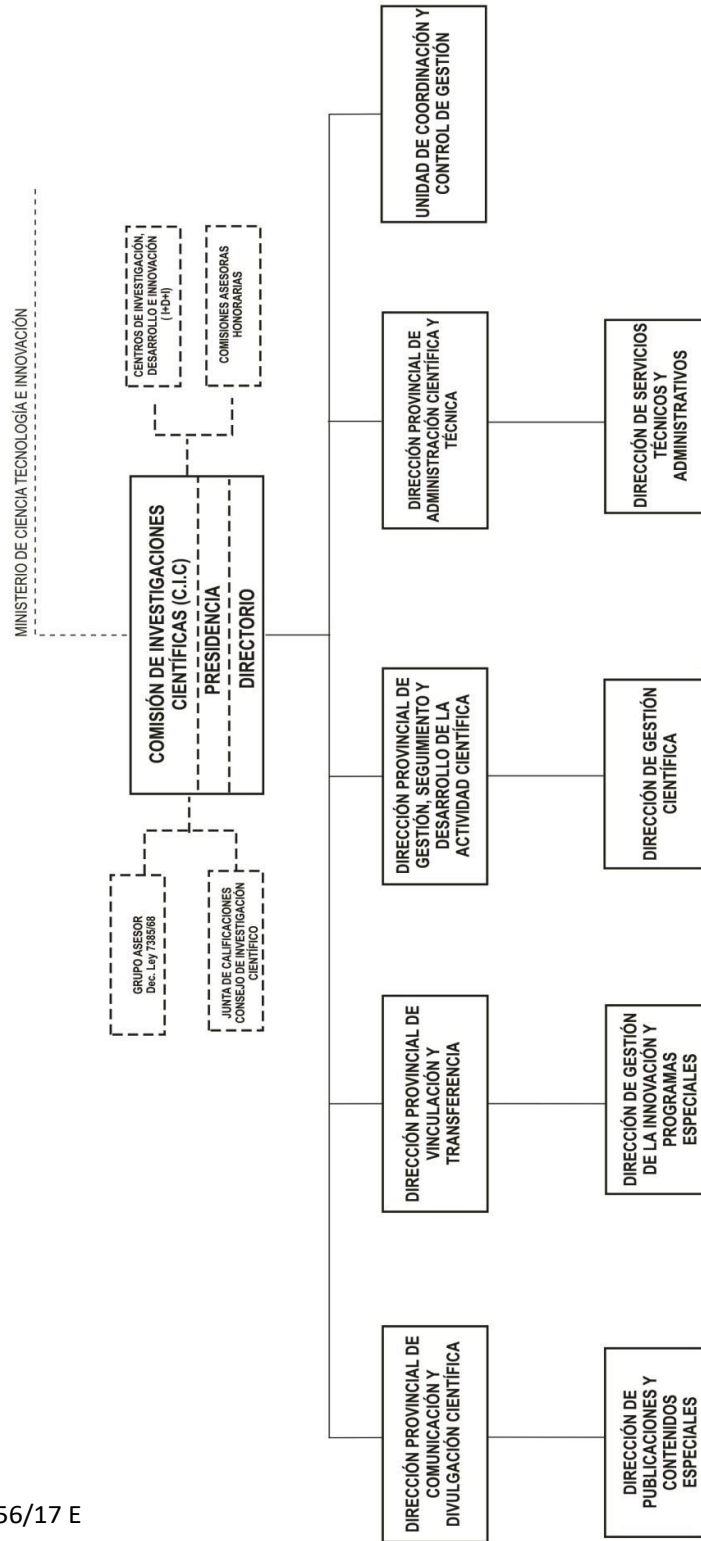 MINISTERIO DE CIENCIA TECNOLOGÍA E INNOVACIÓN
COMISIÓN DE INVESTIGACIONES
CIENTÍFICAS (C.I.C)
PRESIDENCIA
DIRECTORIO
GRUPO ASESOR
Dec. Ley 7385/68
JUNTA DE CALIFICACIONES
CONSEJO DE INVESTIGACIÓN
CIENTÍFICO
CENTROS DE INVESTIGACIÓN,
DESARROLLO E INNOVACIÓN
( I+D+I)
COMISIONES ASESORAS
HONORARIAS
DIRECCIÓN PROVINCIAL DE
COMUNICACIÓN Y
DIVULGACIÓN CIENTÍFICA
DIRECCIÓN PROVINCIAL DE
VINCULACIÓN Y
TRANSFERENCIA
DIRECCIÓN PROVINCIAL DE
GESTIÓN, SEGUIMIENTO Y
DESARROLLO DE LA
ACTIVIDAD CIENTÍFICA
DIRECCIÓN PROVINCIAL DE
ADMINISTRACIÓN CIENTÍFICA Y
TÉCNICA
UNIDAD DE COORDINACIÓN Y
CONTROL DE GESTIÓN
DIRECCIÓN DE
PUBLICACIONES Y
CONTENIDOS
ESPECIALES
DIRECCIÓN DE GESTIÓN
DE LA INNOVACIÓN Y
PROGRAMAS
ESPECIALES
DIRECCIÓN DE GESTIÓN
CIENTÍFICA
DIRECCIÓN DE SERVICIOS
TÉCNICOS Y
ADMINISTRATIVOS
56/17 E